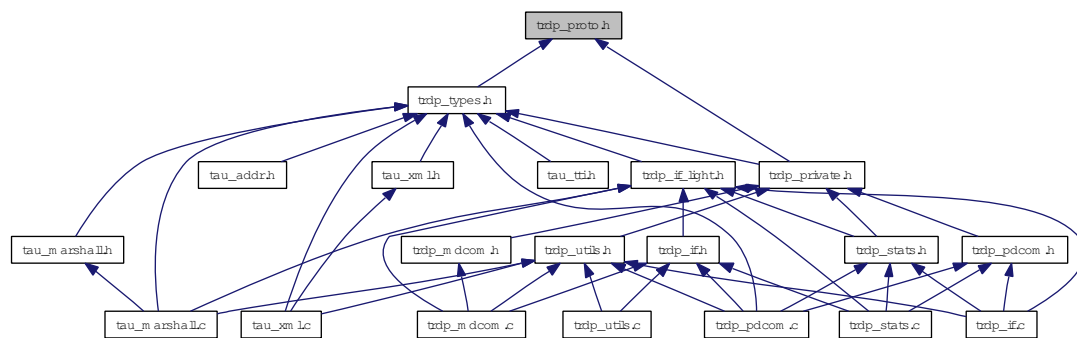 trdp_proto.h
trdp_types.h
tau_addr.h
tau_xml.h
tau_tti.h
trdp_if_light.h
trdp_private.h
tau_marshall.h
trdp_mdcom.h
trdp_utils.h
trdp_if.h
trdp_stats.h
trdp_pdcom.h
tau_marshall.c
tau_xml.c
trdp_mdcom.c
trdp_utils.c
trdp_pdcom.c
trdp_stats.c
trdp_if.c